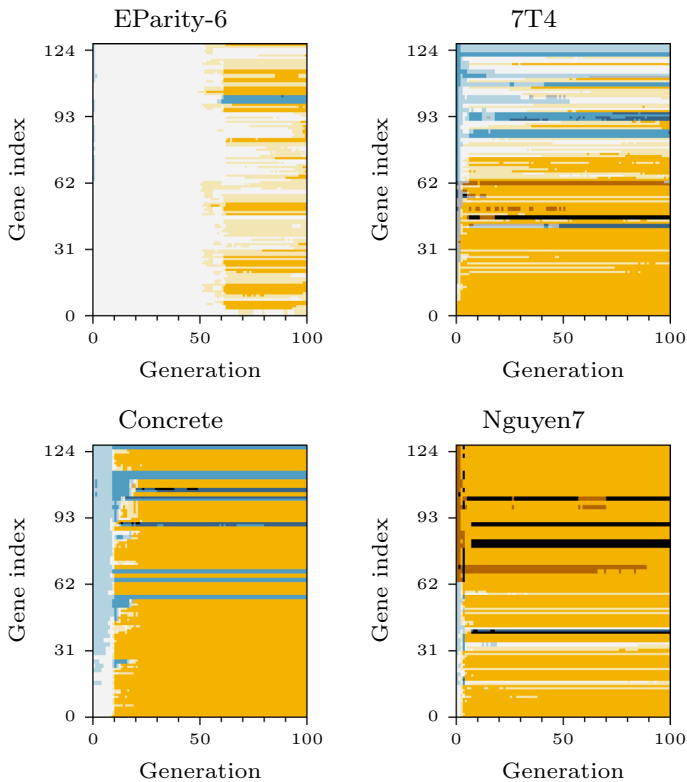 EParity-6
7T4
124
93
62
31
0
Gene index
0
50
100
Generation
124
93
62
31
0
Gene index
0
50
100
Generation
Concrete
Nguyen7
124
93
62
31
0
Gene index
0
50
100
Generation
124
93
62
31
0
Gene index
0
50
100
Generation